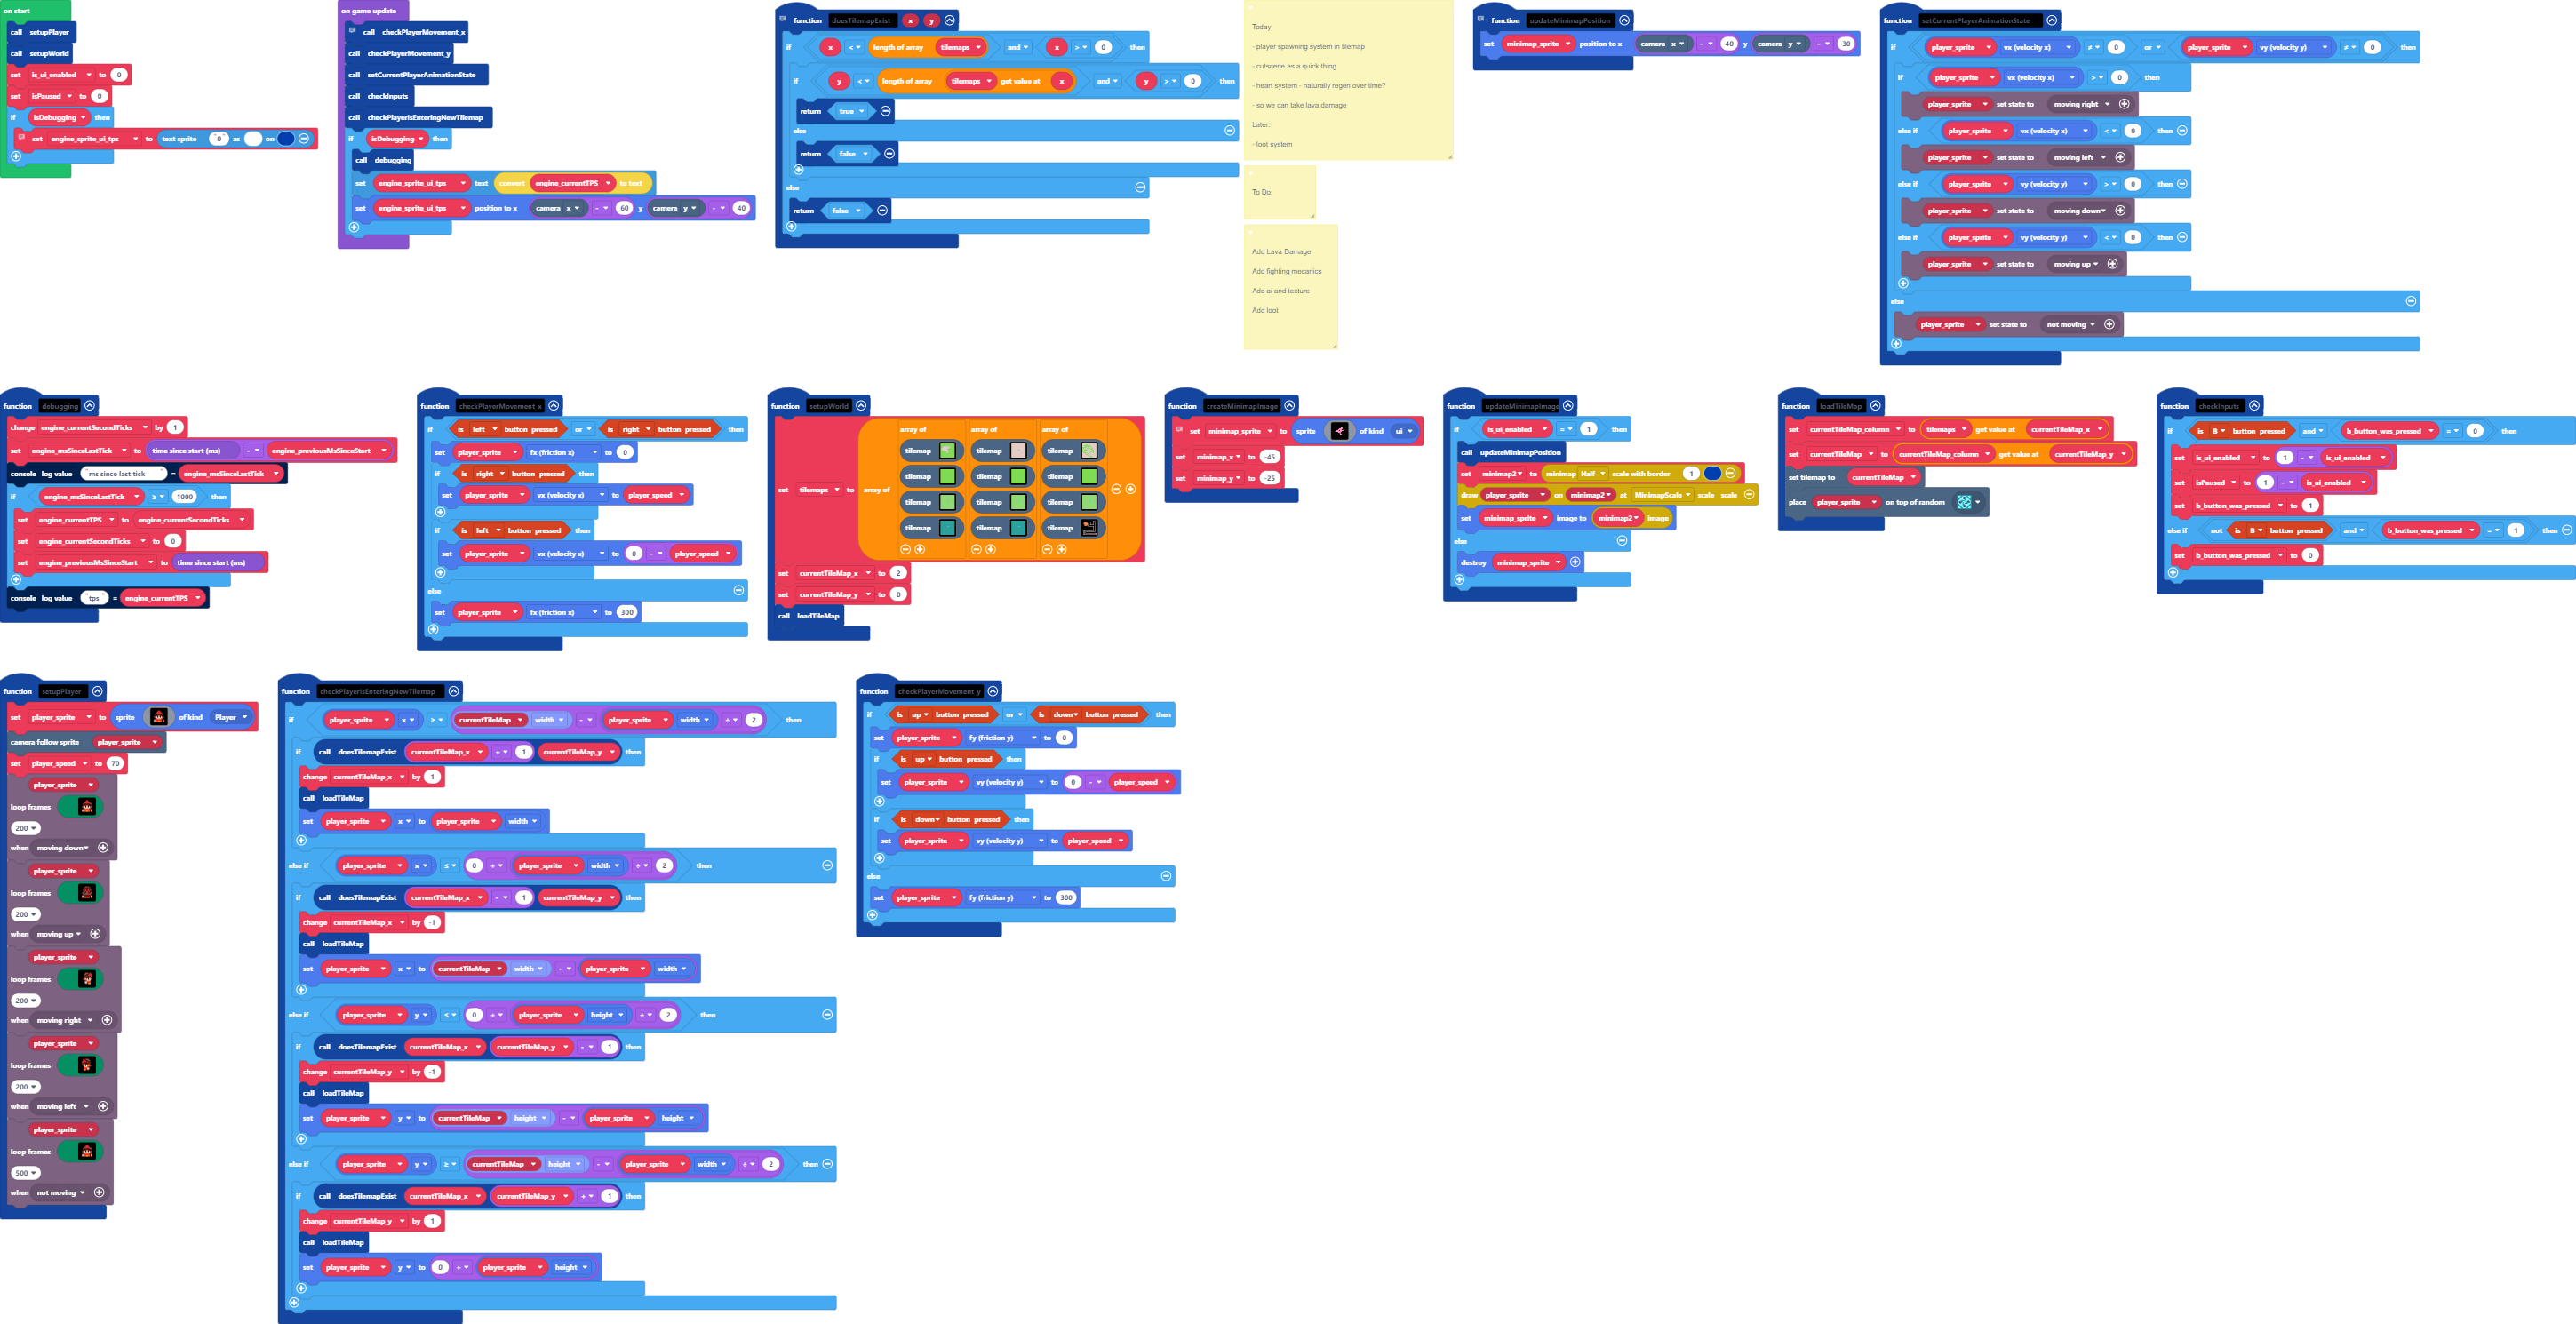 on start
call setupPlayer
call setupWorld
set is_ui_enabled to 0
set isPaused to 0
if isDebugging then
set engine_sprite_ui_tps to text sprite "0" as on
on game update
call checkPlayerMovement_x
call checkPlayerMovement_y
call setCurrentPlayerAnimationState
call checkInputs
call checkPlayerIsEnteringNewTilemap
if isDebugging then
call debugging
set engine_sprite_ui_tps text convert engine_currentTPS to text
set engine_sprite_ui_tps position to x camera x - 60 y camera y - 40
function doesTilemapExist x y
if x < length of array tilemaps and x > 0 then
if y < length of array tilemaps get value at x and y > 0 then
return true
else
return false
else
return false
Today:
- player spawning system in tilemap
- cutscene as a quick thing
- heart system - naturally regen over time?
- so we can take lava damage
Later:
- loot system
To Do:
Add Lava Damage
Add fighting mecanics
Add ai and texture
Add loot
function updateMinimapPosition
set minimap_sprite position to x camera x - 40 y camera y - 30
function setCurrentPlayerAnimationState
if player_sprite vx (velocity x) ≠ 0 or player_sprite vy (velocity y) ≠ 0 then
if player_sprite vx (velocity x) > 0 then
player_sprite set state to moving right
else if player_sprite vx (velocity x) < 0 then
player_sprite set state to moving left
else if player_sprite vy (velocity y) > 0 then
player_sprite set state to moving down
else if player_sprite vy (velocity y) < 0 then
player_sprite set state to moving up
else
player_sprite set state to not moving
function debugging
change engine_currentSecondTicks by 1
set engine_msSinceLastTick to time since start (ms) - engine_previousMsSinceStart
console log value "ms since last tick" = engine_msSinceLastTick
if engine_msSinceLastTick ≥ 1000 then
set engine_currentTPS to engine_currentSecondTicks
set engine_currentSecondTicks to 0
set engine_previousMsSinceStart to time since start (ms)
console log value "tps" = engine_currentTPS
function checkPlayerMovement_x
if is left button pressed or is right button pressed then
set player_sprite fx (friction x) to 0
if is right button pressed then
set player_sprite vx (velocity x) to player_speed
if is left button pressed then
set player_sprite vx (velocity x) to 0 - player_speed
else
set player_sprite fx (friction x) to 300
function setupWorld
set tilemaps to array of
array of array of array of
tilemap tilemap tilemap
tilemap tilemap tilemap
tilemap tilemap tilemap
tilemap tilemap tilemap
set currentTileMap_x to 2
set currentTileMap_y to 0
call loadTileMap
function createMinimapImage
set minimap_sprite to sprite of kind ui
set minimap_x to -45
set minimap_y to -25
function updateMinimapImage
if is_ui_enabled = 1 then
call updateMinimapPosition
set minimap2 to minimap Half scale with border 1
draw player_sprite on minimap2 at MinimapScale scale scale
set minimap_sprite image to minimap2 image
else
destroy minimap_sprite
function loadTileMap
set currentTileMap_column to tilemaps get value at currentTileMap_x
set currentTileMap to currentTileMap_column get value at currentTileMap_y
set tilemap to currentTileMap
place player_sprite on top of random
function checkInputs
if is B button pressed and b_button_was_pressed = 0 then
set is_ui_enabled to 1 - is_ui_enabled
set isPaused to 1 - is_ui_enabled
set b_button_was_pressed to 1
else if not is B button pressed and b_button_was_pressed = 1 then
set b_button_was_pressed to 0
function setupPlayer
set player_sprite to sprite of kind Player
camera follow sprite player_sprite
set player_speed to 70
player_sprite
loop frames
200
when moving down
player_sprite
loop frames
200
when moving up
player_sprite
loop frames
200
when moving right
player_sprite
loop frames
200
when moving left
player_sprite
loop frames
500
when not moving
function checkPlayerIsEnteringNewTilemap
if player_sprite x ≥ currentTileMap width - player_sprite width ÷ 2 then
if call doesTilemapExist currentTileMap_x + 1 currentTileMap_y then
change currentTileMap_x by 1
call loadTileMap
set player_sprite x to player_sprite width
else if player_sprite x ≤ 0 + player_sprite width ÷ 2 then
if call doesTilemapExist currentTileMap_x - 1 currentTileMap_y then
change currentTileMap_x by -1
call loadTileMap
set player_sprite x to currentTileMap width - player_sprite width
else if player_sprite y ≤ 0 + player_sprite height ÷ 2 then
if call doesTilemapExist currentTileMap_x currentTileMap_y - 1 then
change currentTileMap_y by -1
call loadTileMap
set player_sprite y to currentTileMap height - player_sprite height
else if player_sprite y ≥ currentTileMap height - player_sprite width ÷ 2 then
if call doesTilemapExist currentTileMap_x currentTileMap_y + 1 then
change currentTileMap_y by 1
call loadTileMap
set player_sprite y to 0 + player_sprite height
function checkPlayerMovement_y
if is up button pressed or is down button pressed then
set player_sprite fy (friction y) to 0
if is up button pressed then
set player_sprite vy (velocity y) to 0 - player_speed
if is down button pressed then
set player_sprite vy (velocity y) to player_speed
else
set player_sprite fy (friction y) to 300